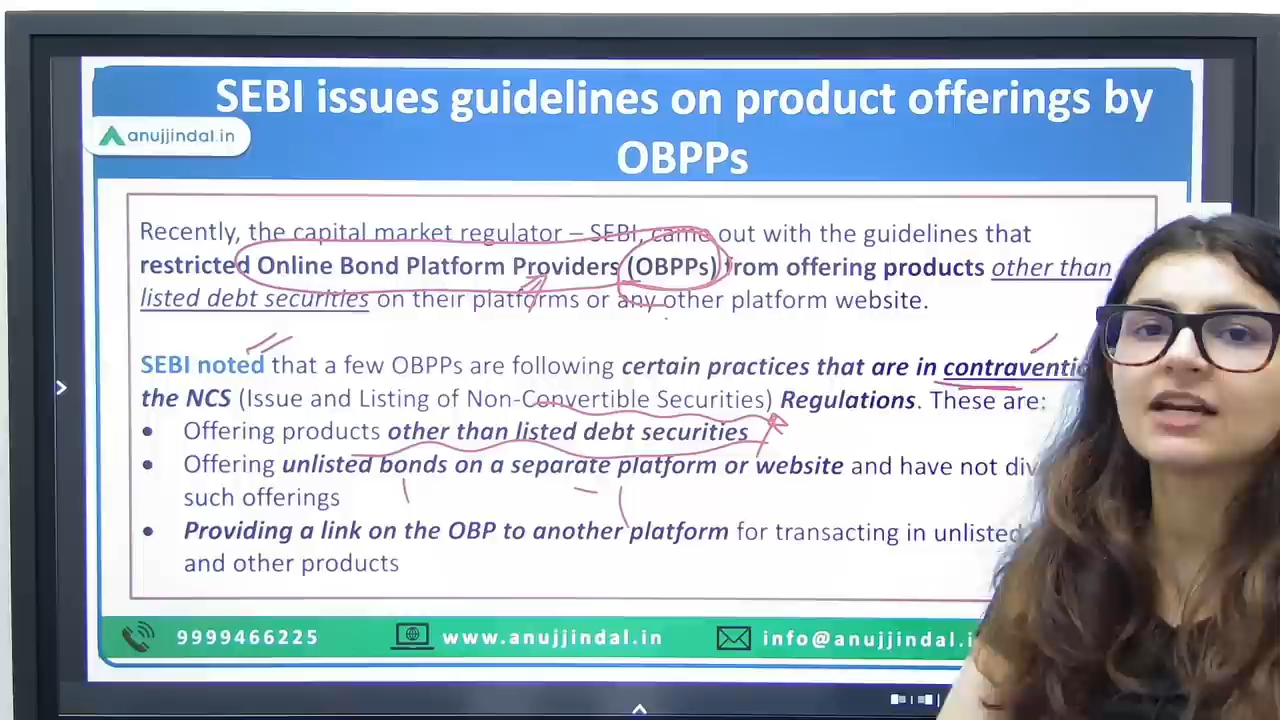 SEBI issues guidelines on product offerings by
OBPPs
anujjindal.in
Recently, the capital market regulator – SEBI, came out with the guidelines that
restricted Online Bond Platform Providers (OBPPs) from offering products other than
listed debt securities on their platforms or any other platform website.
SEBI noted that a few OBPPs are following certain practices that are in
the NCS (Issue and Listing of Non-Convertible Securities) Regulations. These are:
• Offering products other than listed debt securities
• Offering unlisted bonds on a separate platform or website and have not
such offerings
• Providing a link on the OBP to another platform for transacting in unlisted
and other products
9999466225
www.anujjindal.in
info@anujjindal.i